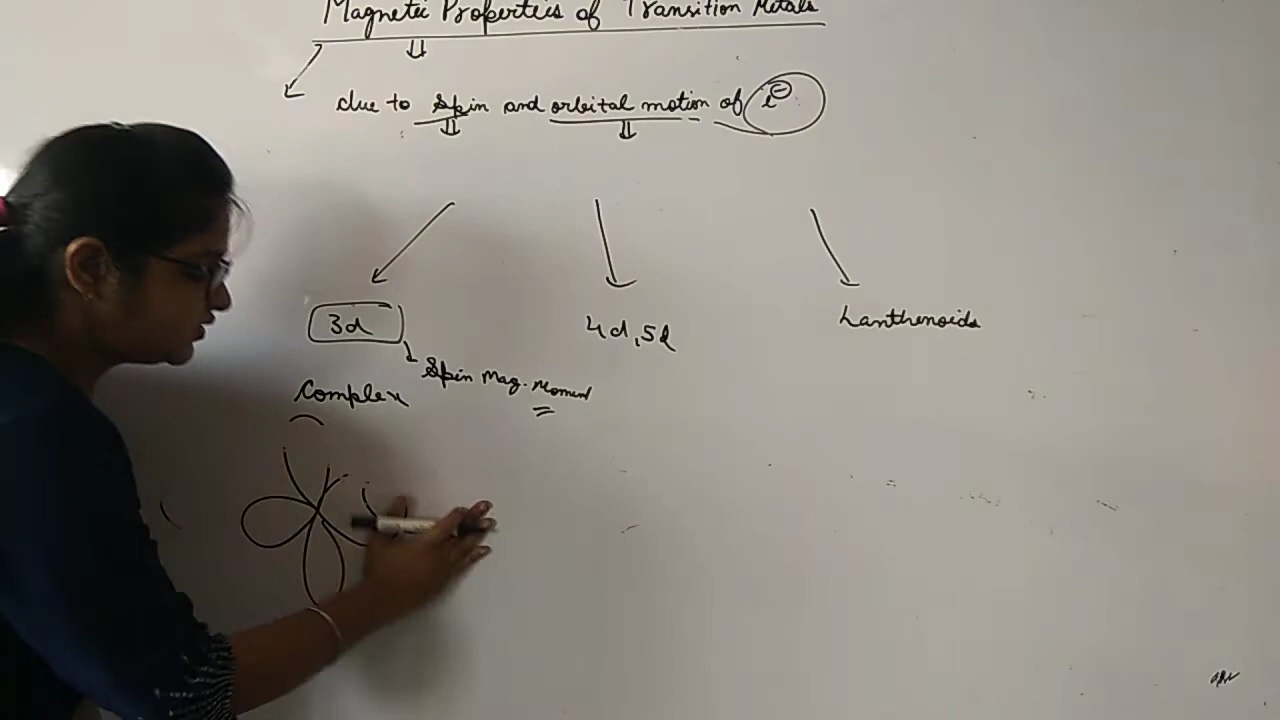 Magnetic Properties of Transition Metals
due to spin and orbital motion of e⊖
3d
4d, 5d
Lanthenoids
Spin Mag. Moment
Complex